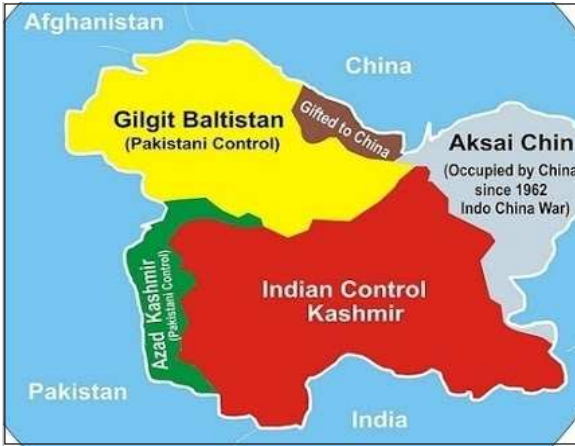 Afghanistan
China
Gilgit Baltistan
(Pakistani Control)
Gifted to China
Aksai Chin
(Occupied by China
since 1962
Indo China War)
Azad Kashmir
(Pakistani Control)
Indian Control
Kashmir
Pakistan
India